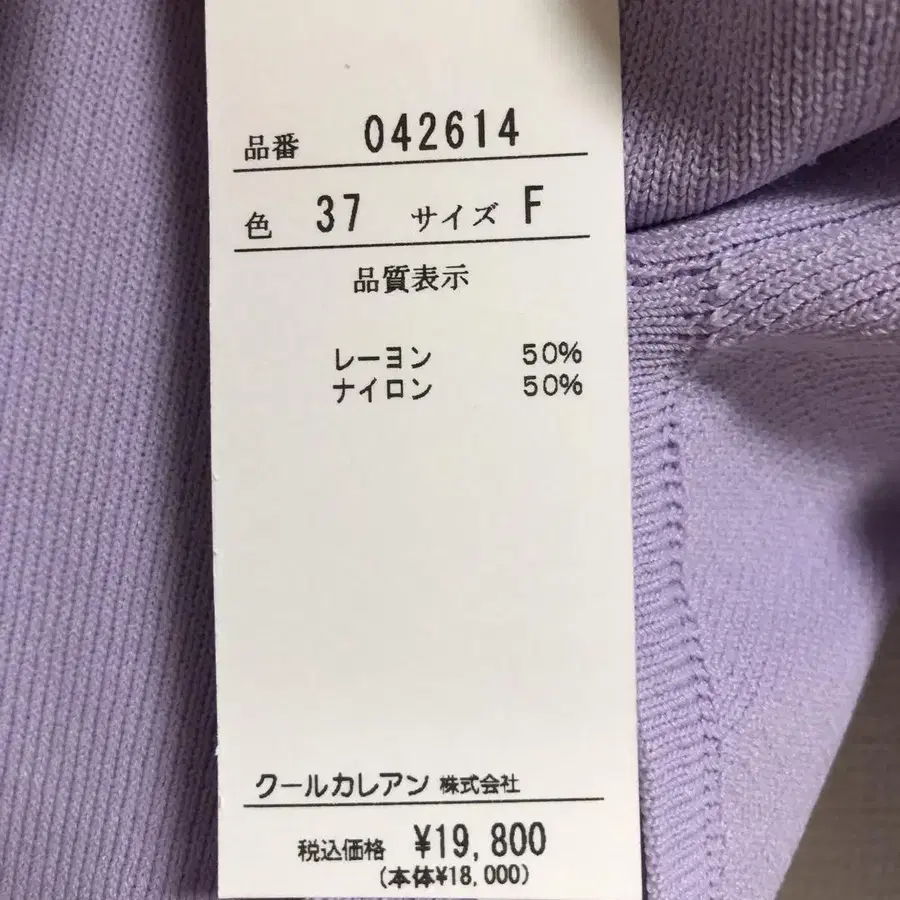 品番 042614
色 37 サイズ F
品質表示
レーヨン 50%
ナイロン 50%
クールカレアン 株式会社
税込価格 ¥19,800
(本体¥18,000)